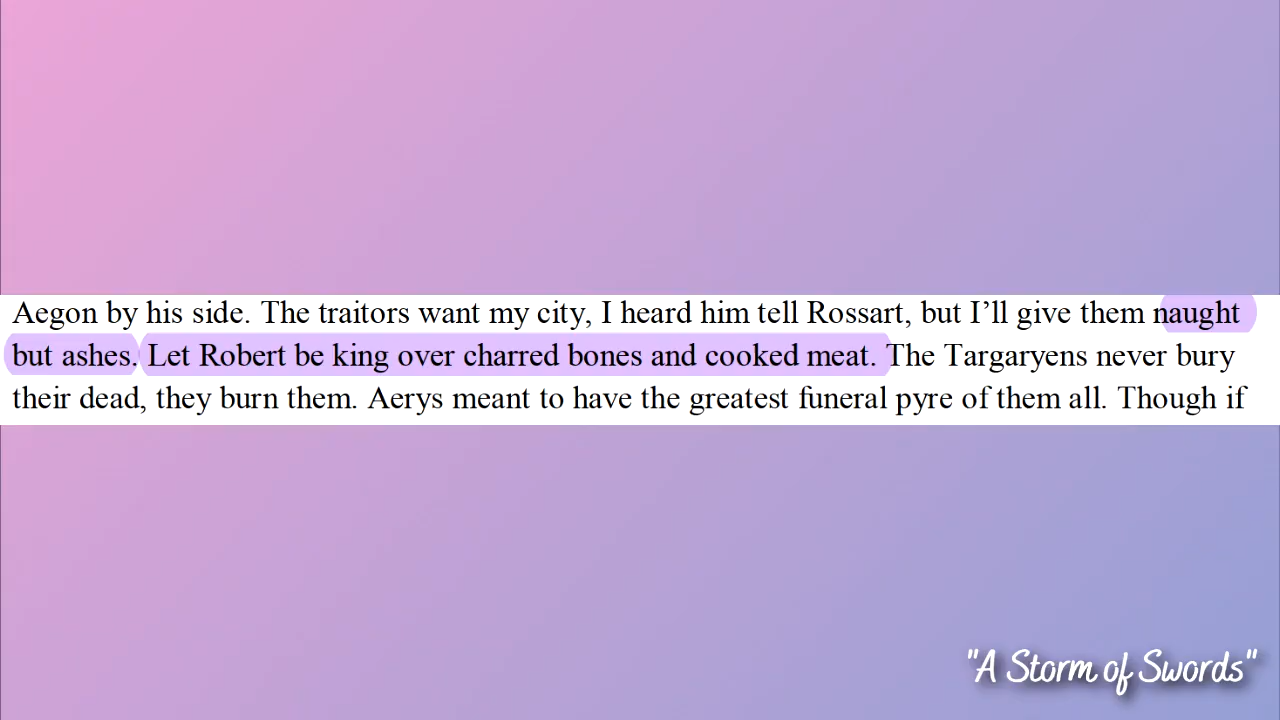 Aegon by his side. The traitors want my city, I heard him tell Rossart, but I’ll give them naught
but ashes. Let Robert be king over charred bones and cooked meat. The Targaryens never bury
their dead, they burn them. Aerys meant to have the greatest funeral pyre of them all. Though if
"A Storm of Swords"